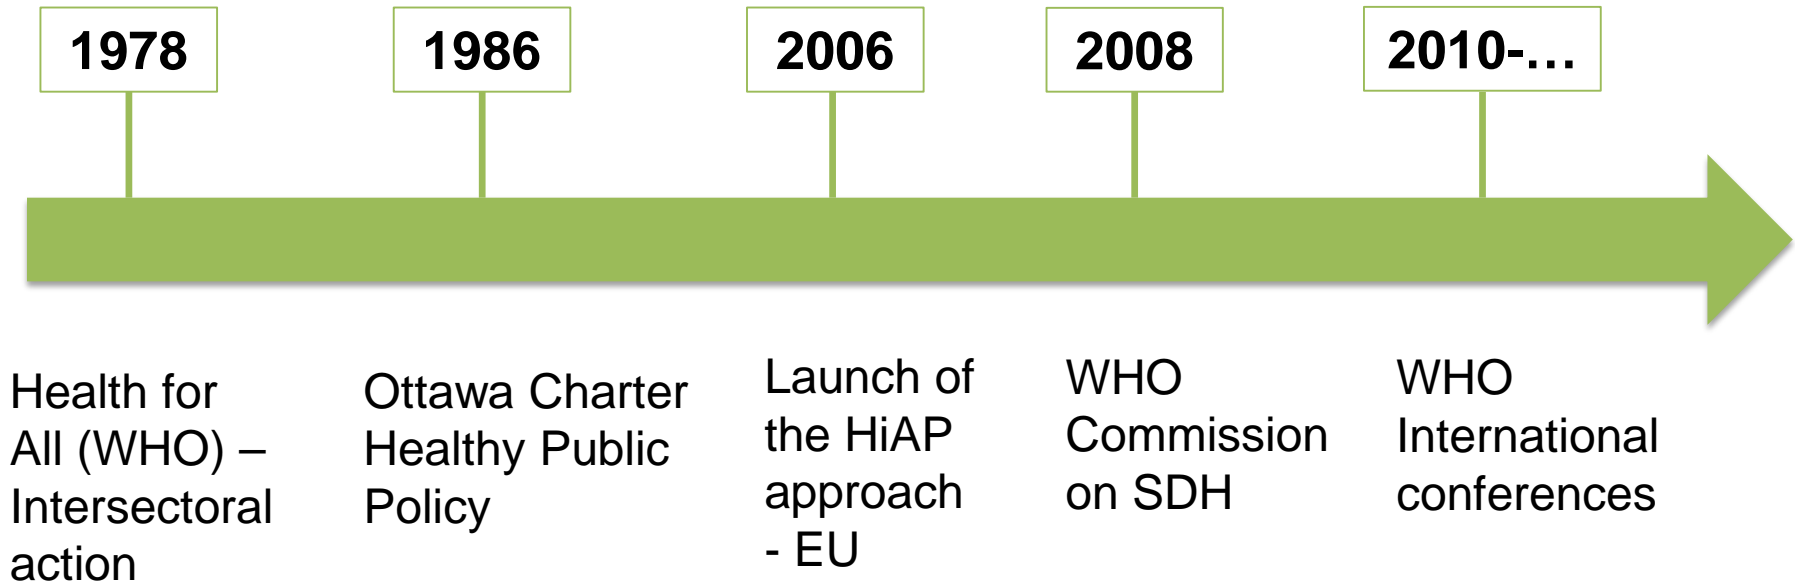 1978
1986
2006
2008
2010-…
Health for
All (WHO) –
Intersectoral
action
Ottawa Charter
Healthy Public
Policy
Launch of
the HiAP
approach
- EU
WHO
Commission
on SDH
WHO
International
conferences